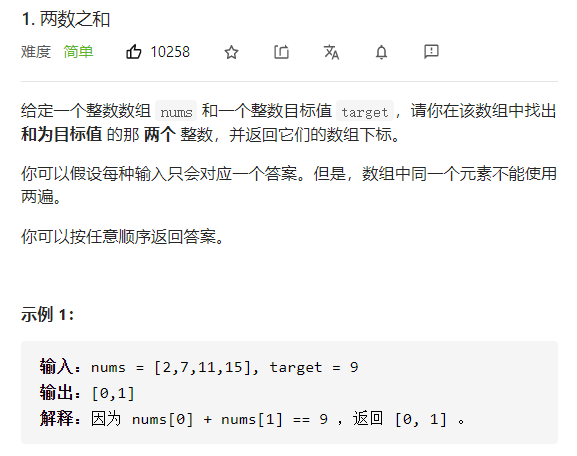 1. 两数之和
难度 简单 10258
给定一个整数数组 nums 和一个整数目标值 target，请你在该数组中找出
和为目标值 的那 两个 整数，并返回它们的数组下标。
你可以假设每种输入只会对应一个答案。但是，数组中同一个元素不能使用
两遍。
你可以按任意顺序返回答案。
示例 1：
输入：nums = [2,7,11,15], target = 9
输出：[0,1]
解释：因为 nums[0] + nums[1] == 9 ，返回 [0, 1] 。